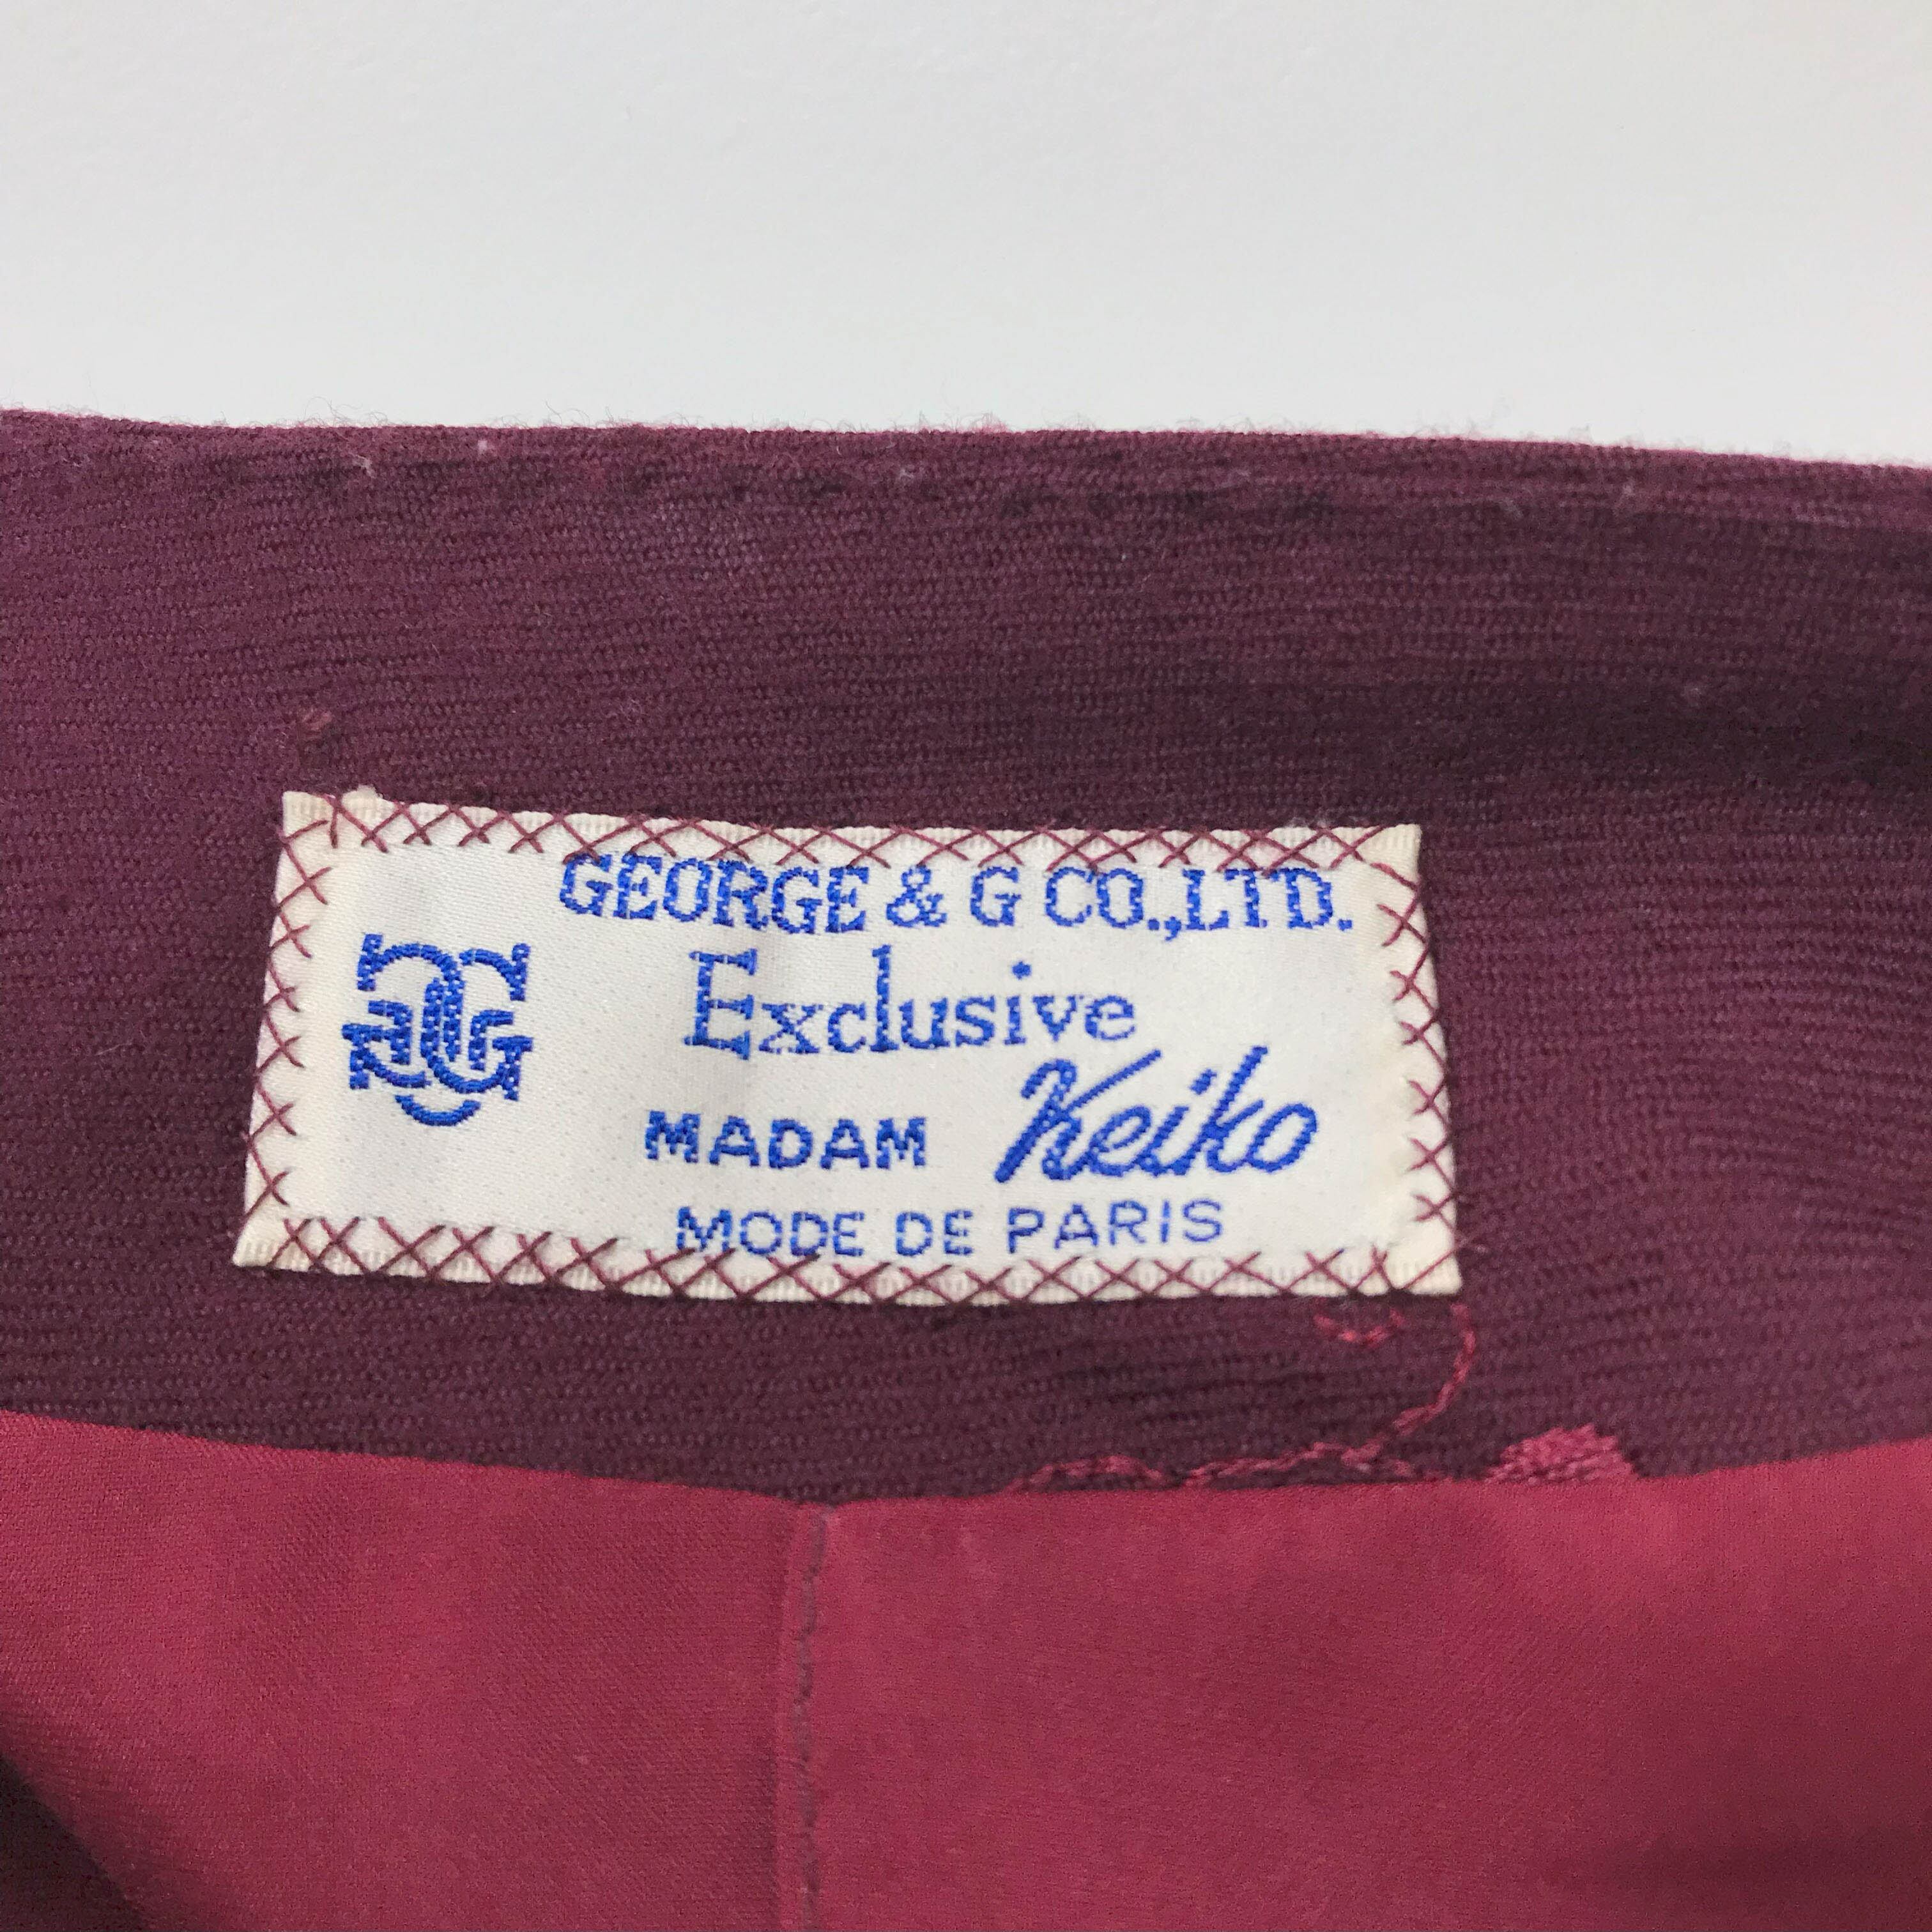 GEORGE & G CO.,LTD.
Exclusive
MADAM Keiko
MODE DE PARIS